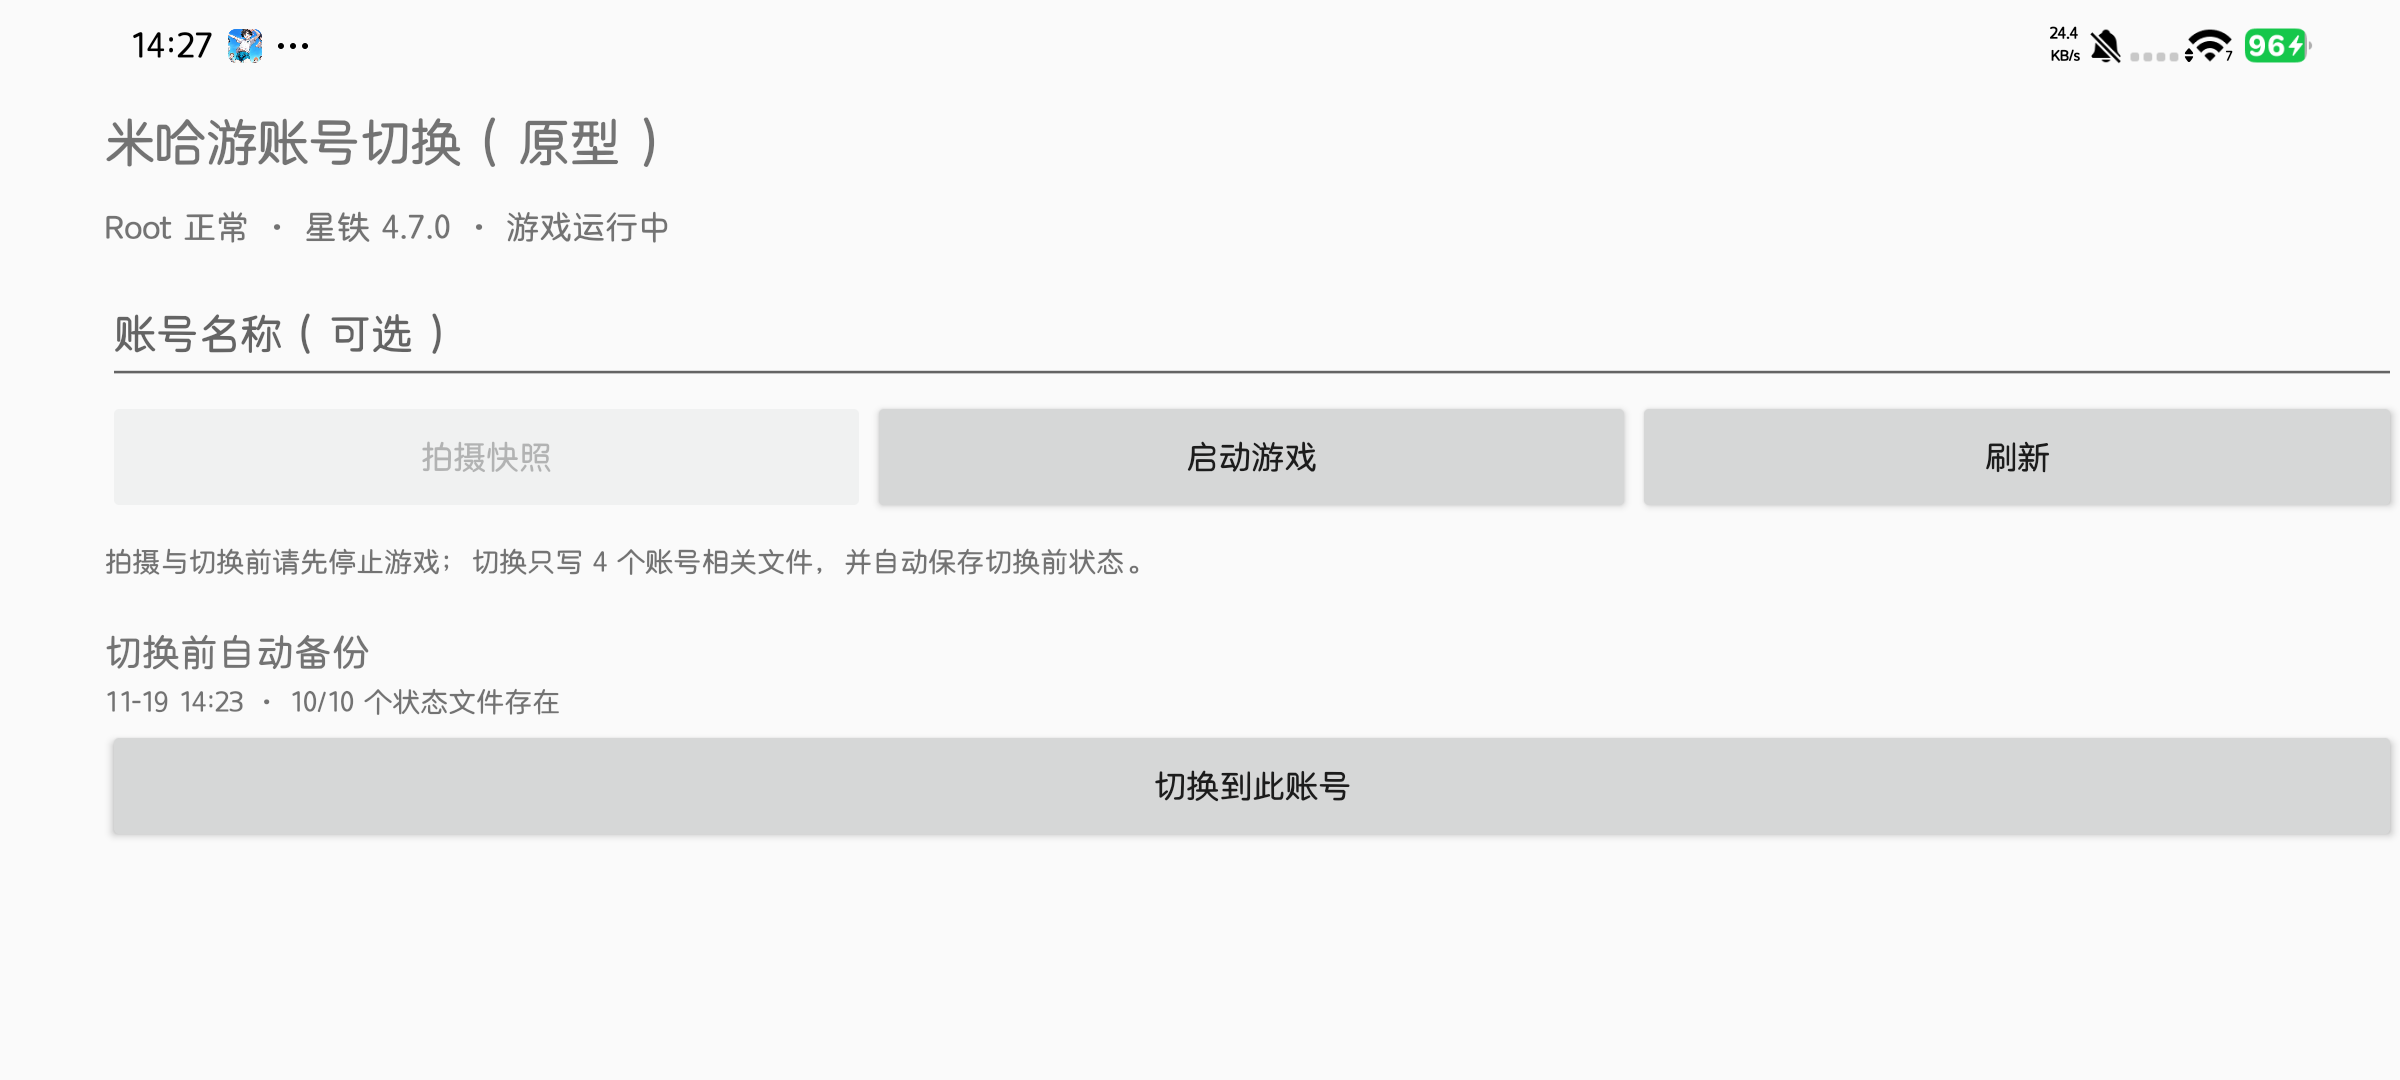 14:27 ...
24.4 KB/s 7 96
米哈游账号切换（原型）
Root 正常 · 星铁 4.7.0 · 游戏运行中
账号名称（可选）
拍摄快照 启动游戏 刷新
拍摄与切换前请先停止游戏；切换只写 4 个账号相关文件，并自动保存切换前状态。
切换前自动备份
11-19 14:23 · 10/10 个状态文件存在
切换到此账号